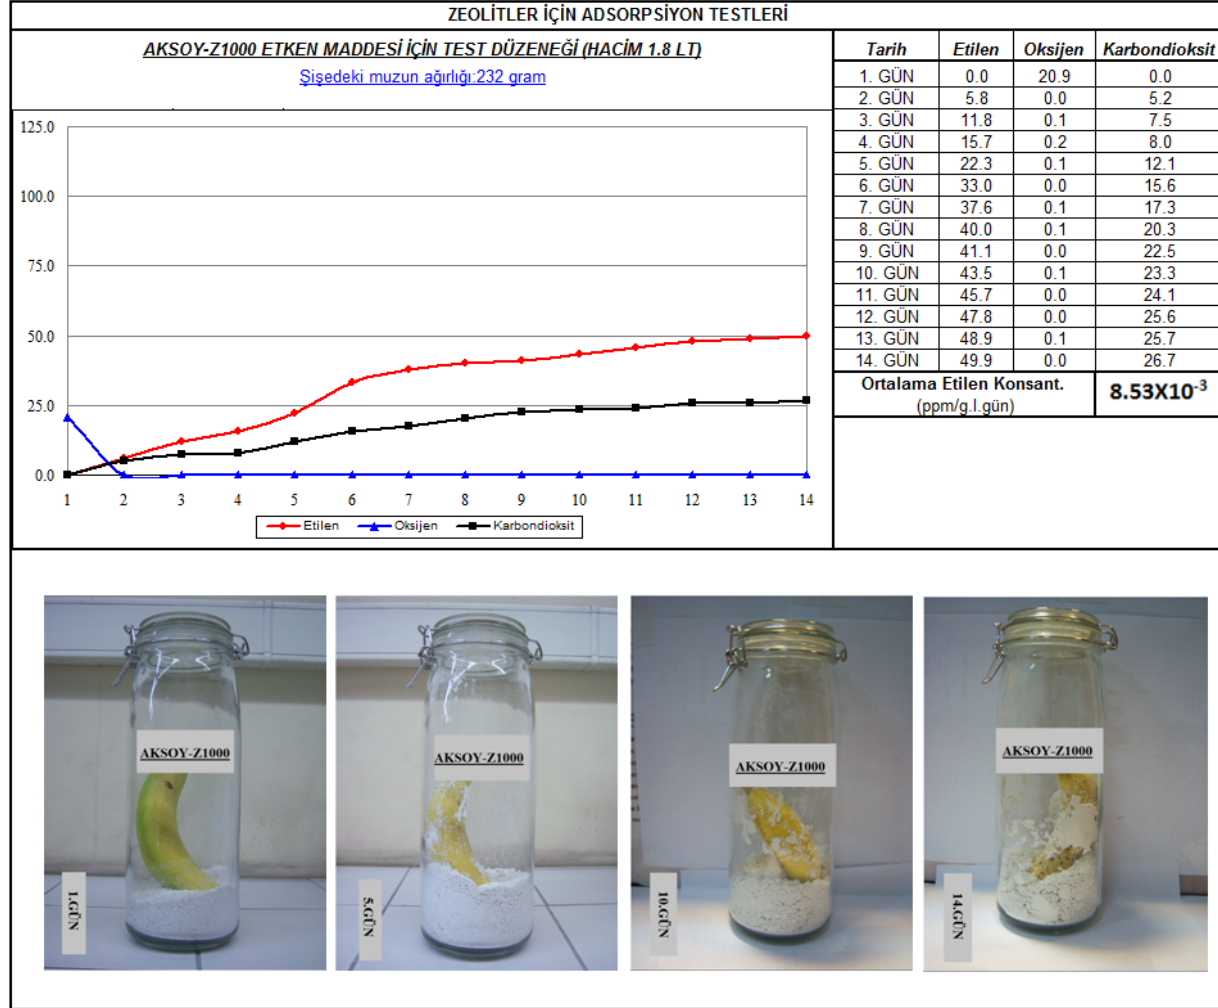 ZEOLİTLER İÇİN ADSORPSİYON TESTLERİ
AKSOY-Z1000 ETKEN MADDESİ İÇİN TEST DÜZENEĞİ (HACİM 1.8 LT)
Şişedeki muzun ağırlığı:232 gram
125.0
100.0
75.0
50.0
25.0
0.0
1 2 3 4 5 6 7 8 9 10 11 12 13 14
Etilen Oksijen Karbondioksit
Tarih Etilen Oksijen Karbondioksit
1. GÜN 0.0 20.9 0.0
2. GÜN 5.8 0.0 5.2
3. GÜN 11.8 0.1 7.5
4. GÜN 15.7 0.2 8.0
5. GÜN 22.3 0.1 12.1
6. GÜN 33.0 0.0 15.6
7. GÜN 37.6 0.1 17.3
8. GÜN 40.0 0.1 20.3
9. GÜN 41.1 0.0 22.5
10. GÜN 43.5 0.1 23.3
11. GÜN 45.7 0.0 24.1
12. GÜN 47.8 0.0 25.6
13. GÜN 48.9 0.1 25.7
14. GÜN 49.9 0.0 26.7
Ortalama Etilen Konsant.
(ppm/g.l.gün)
8.53X10⁻³
AKSOY-Z1000
1.GÜN
AKSOY-Z1000
5.GÜN
AKSOY-Z1000
10.GÜN
AKSOY-Z1000
14.GÜN